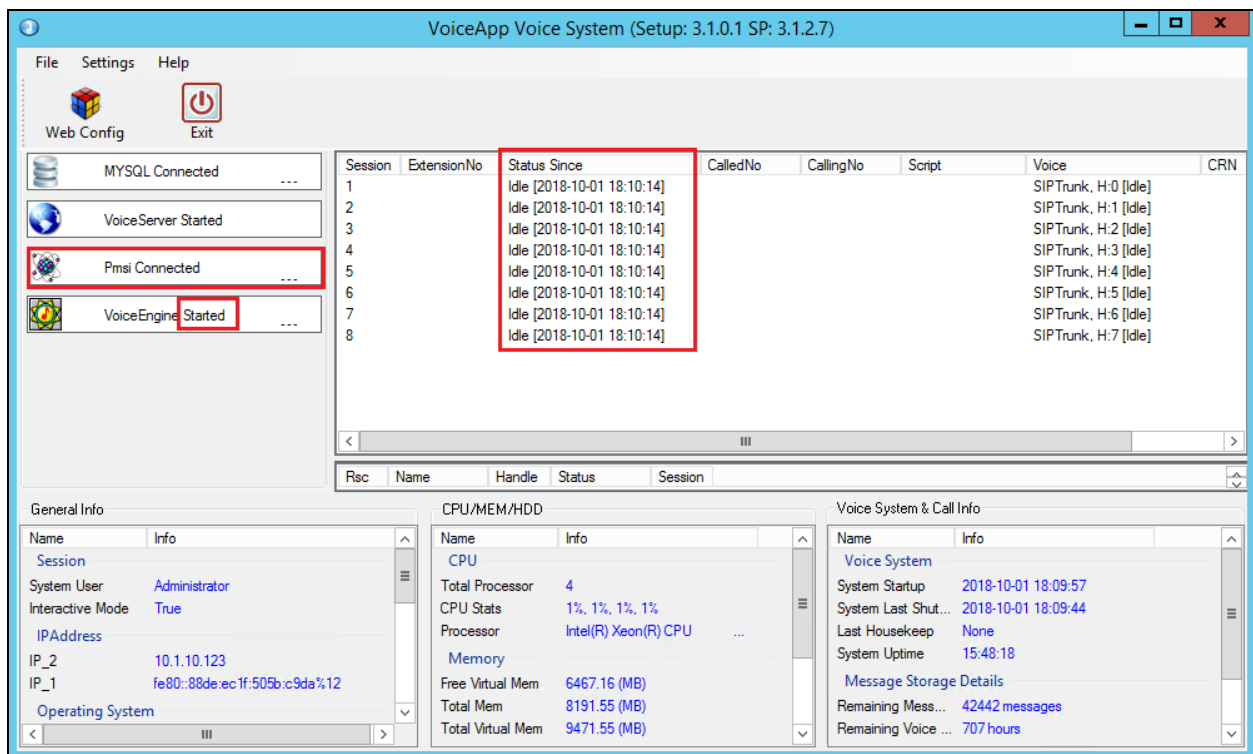 VoiceApp Voice System (Setup: 3.1.0.1 SP: 3.1.2.7)
File Settings Help
Web Config Exit
MYSQL Connected ...
VoiceServer Started
Pmsi Connected ...
VoiceEngine Started ...
Session ExtensionNo Status Since CalledNo CallingNo Script Voice CRN
1 Idle [2018-10-01 18:10:14] SIPTrunk, H:0 [Idle]
2 Idle [2018-10-01 18:10:14] SIPTrunk, H:1 [Idle]
3 Idle [2018-10-01 18:10:14] SIPTrunk, H:2 [Idle]
4 Idle [2018-10-01 18:10:14] SIPTrunk, H:3 [Idle]
5 Idle [2018-10-01 18:10:14] SIPTrunk, H:4 [Idle]
6 Idle [2018-10-01 18:10:14] SIPTrunk, H:5 [Idle]
7 Idle [2018-10-01 18:10:14] SIPTrunk, H:6 [Idle]
8 Idle [2018-10-01 18:10:14] SIPTrunk, H:7 [Idle]
Rsc Name Handle Status Session
General Info
Name Info
Session
System User Administrator
Interactive Mode True
IPAddress
IP_2 10.1.10.123
IP_1 fe80::88de:ec1f:505b:c9da%12
Operating System
CPU/MEM/HDD
Name Info
CPU
Total Processor 4
CPU Stats 1%, 1%, 1%, 1%
Processor Intel(R) Xeon(R) CPU ...
Memory
Free Virtual Mem 6467.16 (MB)
Total Mem 8191.55 (MB)
Total Virtual Mem 9471.55 (MB)
Voice System & Call Info
Name Info
Voice System
System Startup 2018-10-01 18:09:57
System Last Shut... 2018-10-01 18:09:44
Last Housekeep None
System Uptime 15:48:18
Message Storage Details
Remaining Mess... 42442 messages
Remaining Voice ... 707 hours